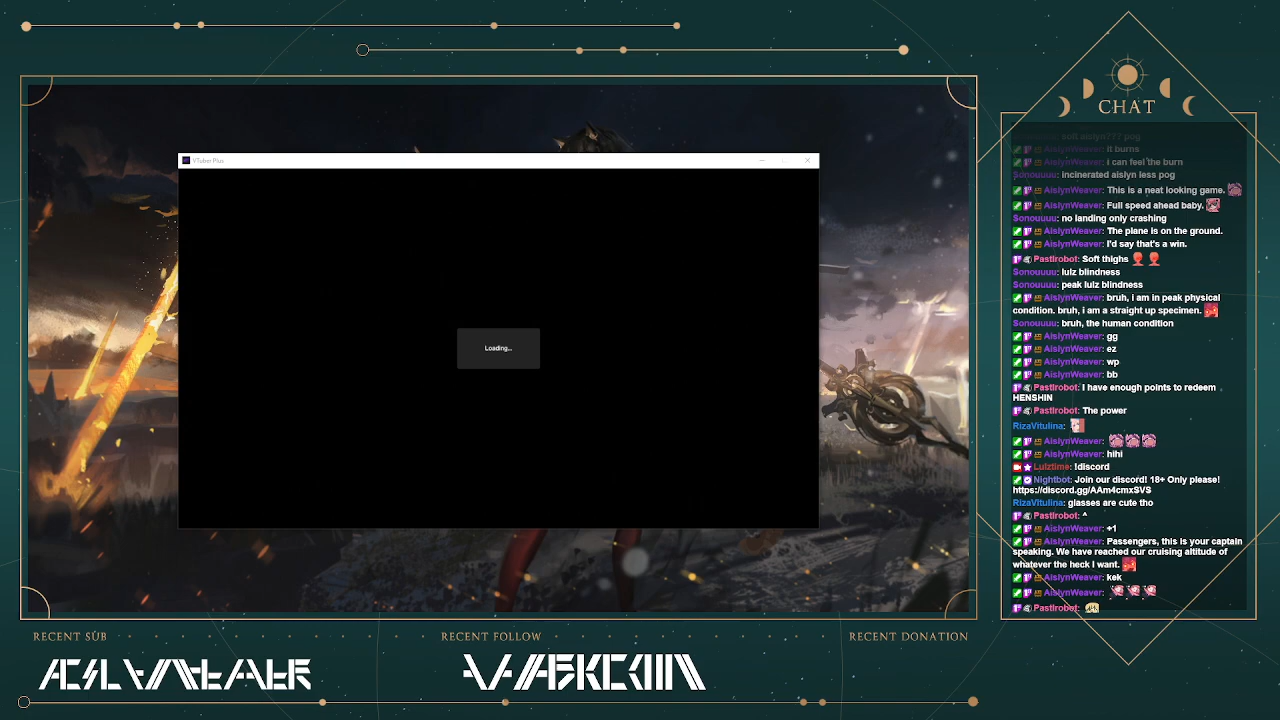 CHAT
soft aislyn??? pog
AislynWeaver: it burns
AislynWeaver: i can feel the burn
Sonouuuu: incinerated aislyn less pog
AislynWeaver: This is a neat looking game.
AislynWeaver: Full speed ahead baby.
Sonouuuu: no landing only crashing
AislynWeaver: The plane is on the ground.
AislynWeaver: I'd say that's a win.
Pastirobot: Soft thighs
Sonouuuu: lulz blindness
Sonouuuu: peak lulz blindness
AislynWeaver: bruh, i am in peak physical
condition. bruh, i am a straight up specimen.
Sonouuuu: bruh, the human condition
AislynWeaver: gg
AislynWeaver: ez
AislynWeaver: wp
AislynWeaver: bb
Pastirobot: I have enough points to redeem
HENSHIN
Pastirobot: The power
RizaVitulina:
AislynWeaver:
AislynWeaver: hihi
Lulztime: !discord
Nightbot: Join our discord! 18+ Only please!
https://discord.gg/AAm4cmxSVS
RizaVitulina: glasses are cute tho
Pastirobot: ^
AislynWeaver: +1
AislynWeaver: Passengers, this is your captain
speaking. We have reached our cruising altitude of
whatever the heck I want.
AislynWeaver: kek
AislynWeaver:
Pastirobot:
VTuber Plus
Loading...
RECENT SUB
RECENT FOLLOW
RECENT DONATION